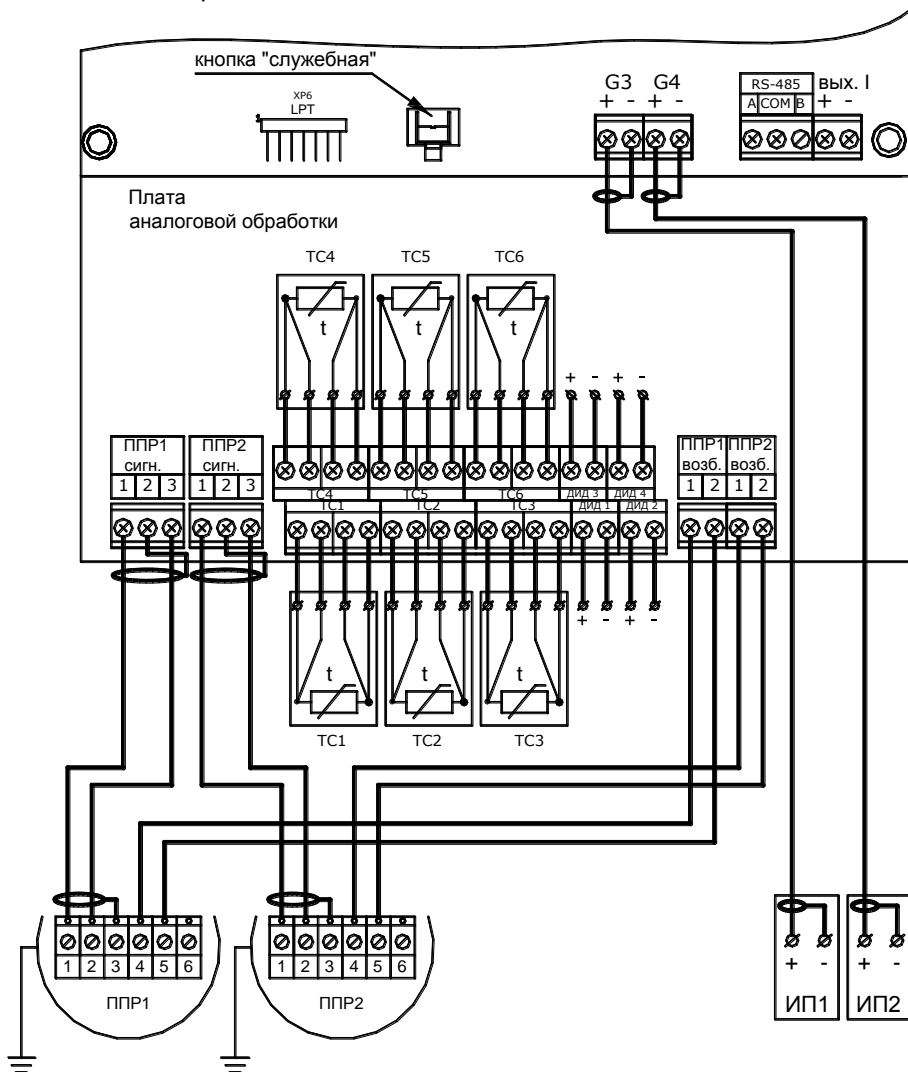 кнопка "служебная"
XP6
LPT
G3 G4
+ - + -
RS-485 вых. I
A COM B + -
Плата
аналоговой обработки
ТС4 ТС5 ТС6
t t t
+ - + -
ППР1 ППР2
сигн. сигн.
1 2 3 1 2 3
ППР1 ППР2
возб. возб.
1 2 1 2
ТС4 ТС5 ТС6 ДИД 3 ДИД 4
ТС1 ТС2 ТС3 ДИД 1 ДИД 2
+ - + -
t t t
ТС1 ТС2 ТС3
1 2 3 4 5 6
ППР1
1 2 3 4 5 6
ППР2
+ - + -
ИП1 ИП2